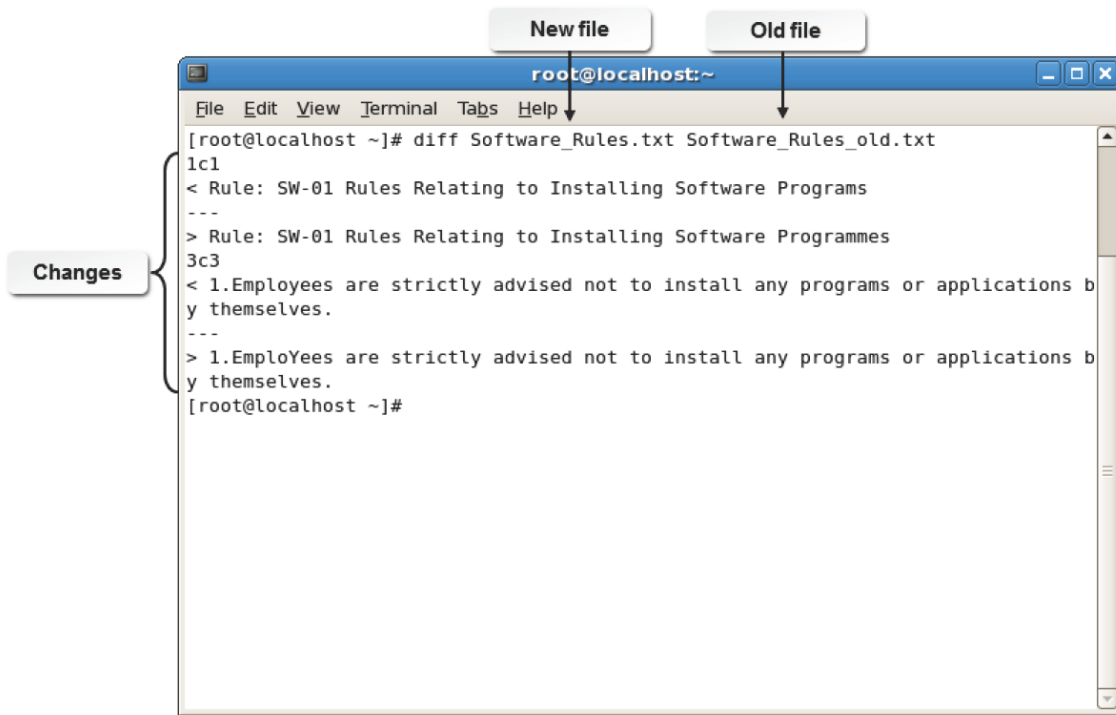 New file
Old file
root@localhost:~
File Edit View Terminal Tabs Help
[root@localhost ~]# diff Software_Rules.txt Software_Rules_old.txt
1c1
< Rule: SW-01 Rules Relating to Installing Software Programs
---
> Rule: SW-01 Rules Relating to Installing Software Programmes
3c3
Changes
< 1.Employees are strictly advised not to install any programs or applications b
y themselves.
---
> 1.EmploYees are strictly advised not to install any programs or applications b
y themselves.
[root@localhost ~]#